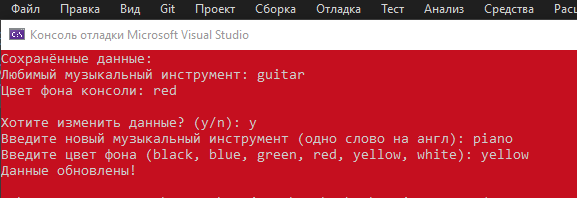 Файл Правка Вид Git Проект Сборка Отладка Тест Анализ Средства
Консоль отладки Microsoft Visual Studio
Сохранённые данные:
Любимый музыкальный инструмент: guitar
Цвет фона консоли: red
Хотите изменить данные? (y/n): y
Введите новый музыкальный инструмент (одно слово на англ): piano
Введите цвет фона (black, blue, green, red, yellow, white): yellow
Данные обновлены!